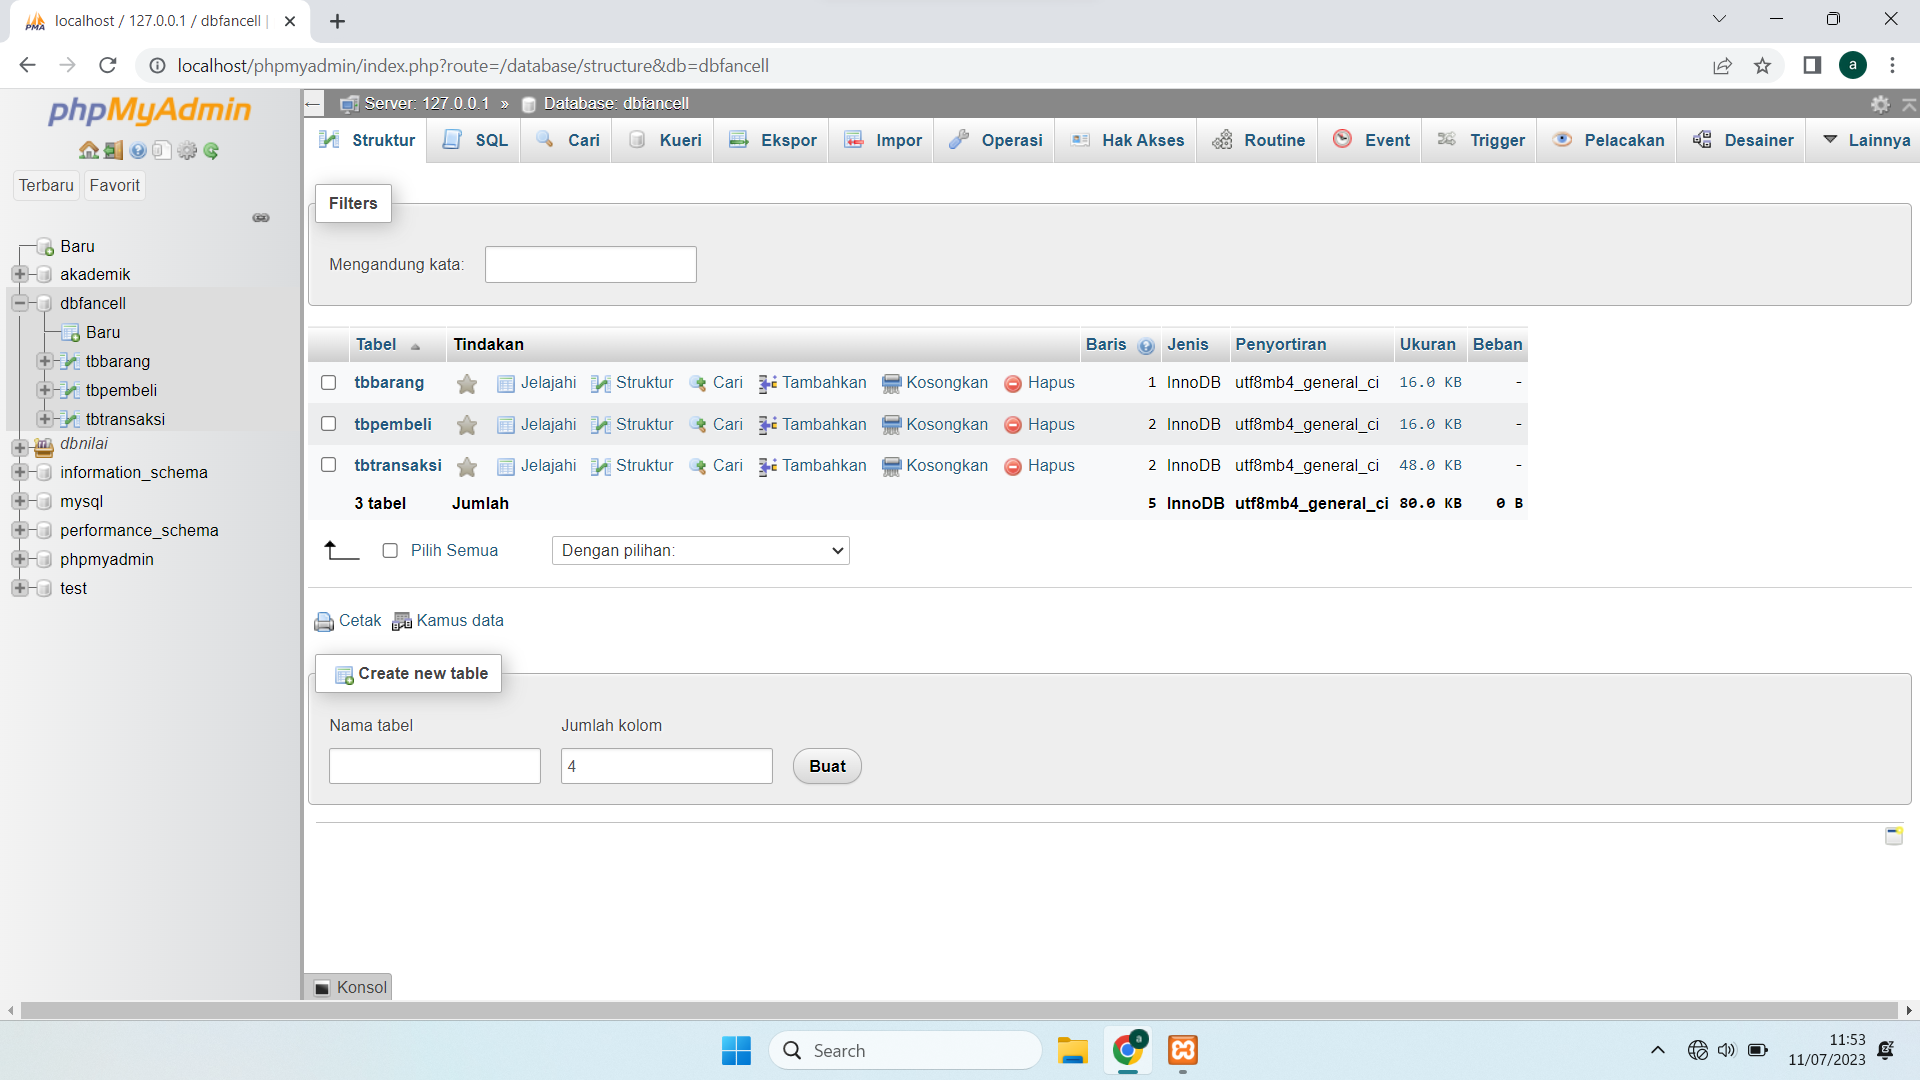 localhost / 127.0.0.1 / dbfancell |
localhost/phpmyadmin/index.php?route=/database/structure&db=dbfancell
a
phpMyAdmin
Terbaru Favorit
Baru
akademik
dbfancell
Baru
tbbarang
tbpembeli
tbtransaksi
dbnilai
information_schema
mysql
performance_schema
phpmyadmin
test
Server: 127.0.0.1 » Database: dbfancell
Struktur SQL Cari Kueri Ekspor Impor Operasi Hak Akses Routine Event Trigger Pelacakan Desainer Lainnya
Filters
Mengandung kata:
Tabel Tindakan Baris Jenis Penyortiran Ukuran Beban
tbbarang Jelajahi Struktur Cari Tambahkan Kosongkan Hapus 1 InnoDB utf8mb4_general_ci 16.0 KB -
tbpembeli Jelajahi Struktur Cari Tambahkan Kosongkan Hapus 2 InnoDB utf8mb4_general_ci 16.0 KB -
tbtransaksi Jelajahi Struktur Cari Tambahkan Kosongkan Hapus 2 InnoDB utf8mb4_general_ci 48.0 KB -
3 tabel Jumlah 5 InnoDB utf8mb4_general_ci 80.0 KB 0 B
Pilih Semua Dengan pilihan:
Cetak Kamus data
Create new table
Nama tabel Jumlah kolom
4 Buat
Konsol
Search
a
11:53
11/07/2023